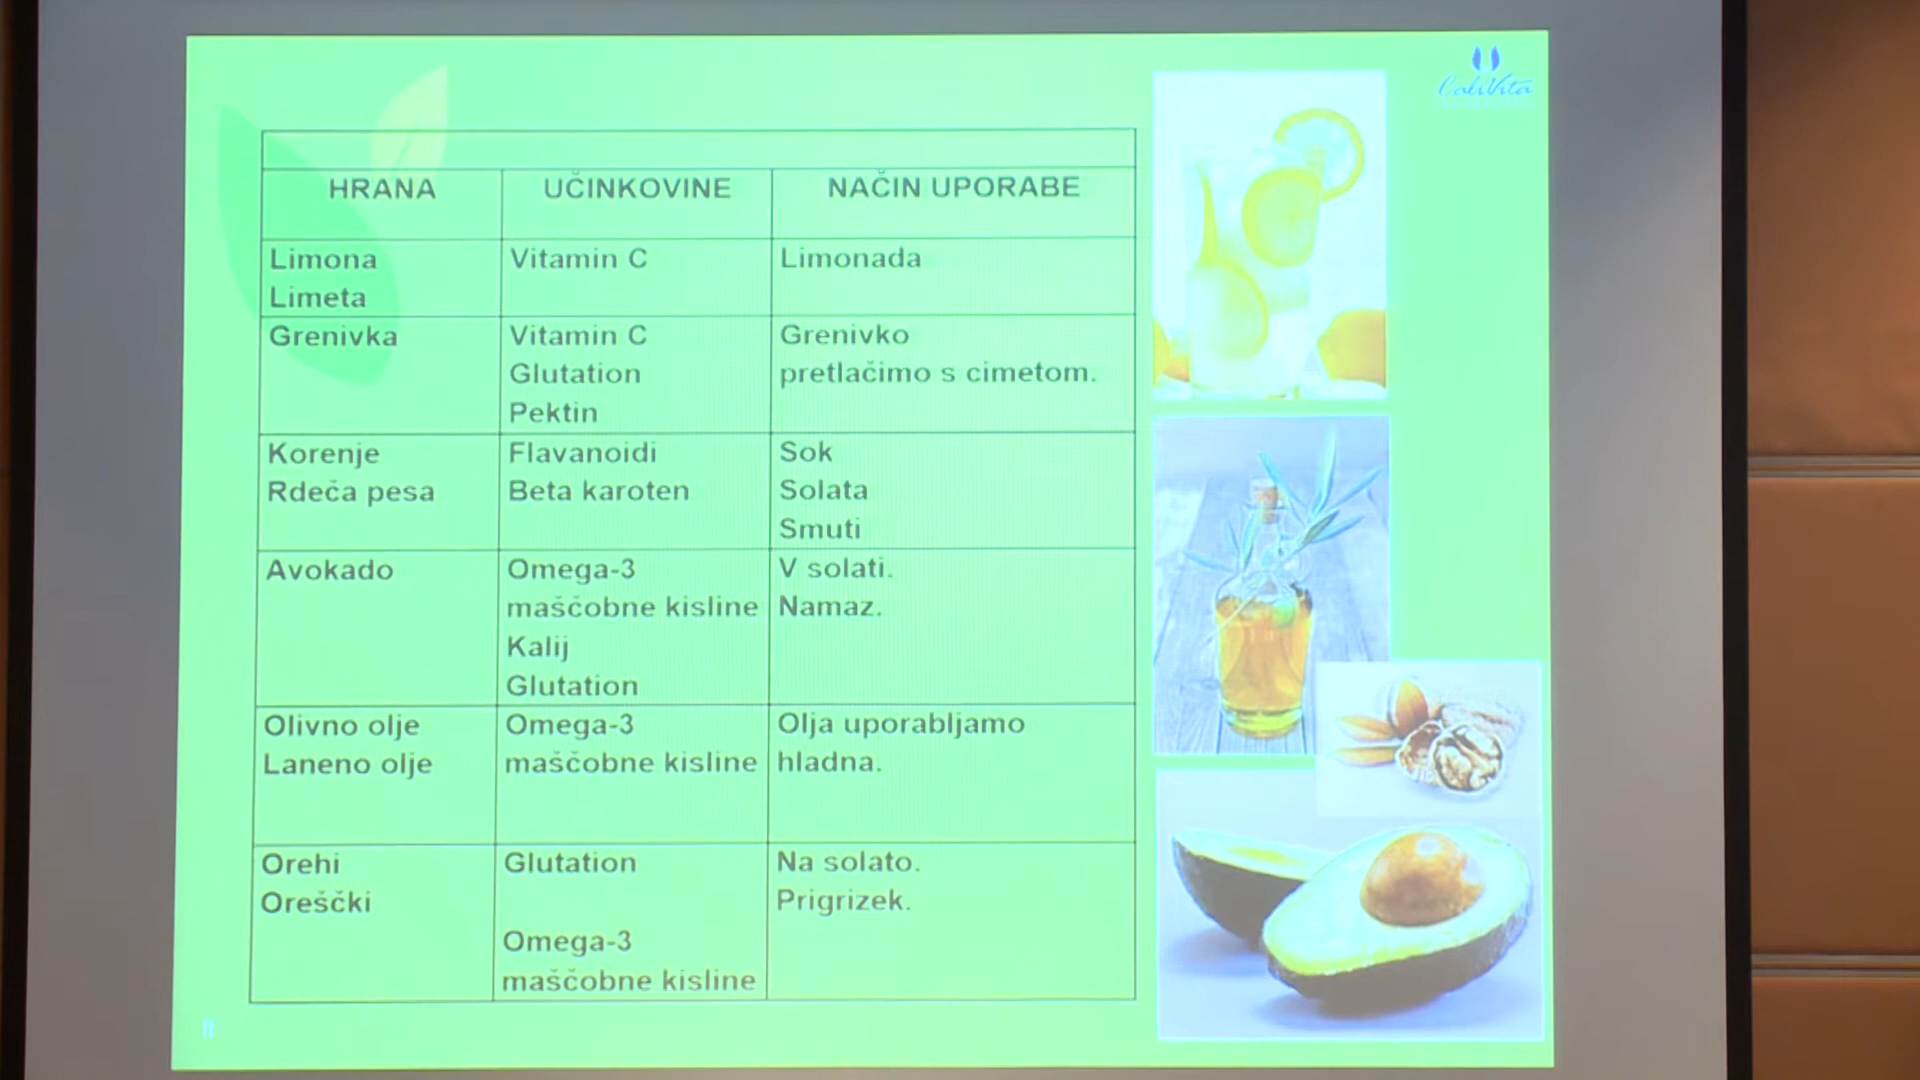 CaliVita
HRANA
UČINKOVINE
NAČIN UPORABE
Limona
Limeta
Vitamin C
Limonada
Grenivka
Vitamin C
Glutation
Pektin
Grenivko
pretlačimo s cimetom.
Korenje
Rdeča pesa
Flavanoidi
Beta karoten
Sok
Solata
Smuti
Avokado
Omega-3
maščobne kisline
Kalij
Glutation
V solati.
Namaz.
Olivno olje
Laneno olje
Omega-3
maščobne kisline
Olja uporabljamo
hladna.
Orehi
Oreščki
Glutation
Omega-3
maščobne kisline
Na solato.
Prigrizek.